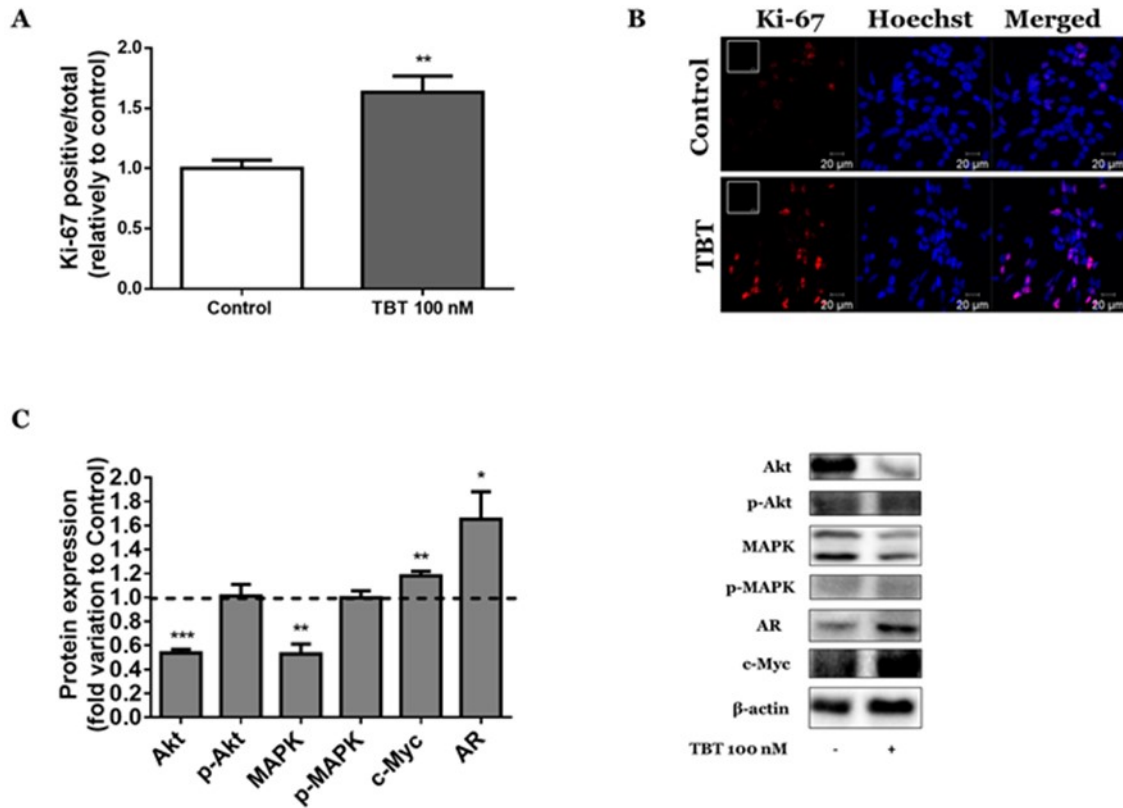 A
Ki-67 positive/total
(relatively to control)
2.0
1.5
1.0
0.5
0.0
**
Control
TBT 100 nM
B
Ki-67 Hoechst Merged
Control
20 µm 20 µm 20 µm
TBT
20 µm 20 µm 20 µm
C
Protein expression
(fold variation to Control)
2.0
1.8
1.6
1.4
1.2
1.0
0.8
0.6
0.4
0.2
0.0
***
**
**
*
Akt
p-Akt
MAPK
p-MAPK
c-Myc
AR
Akt
p-Akt
MAPK
p-MAPK
AR
c-Myc
β-actin
TBT 100 nM - +